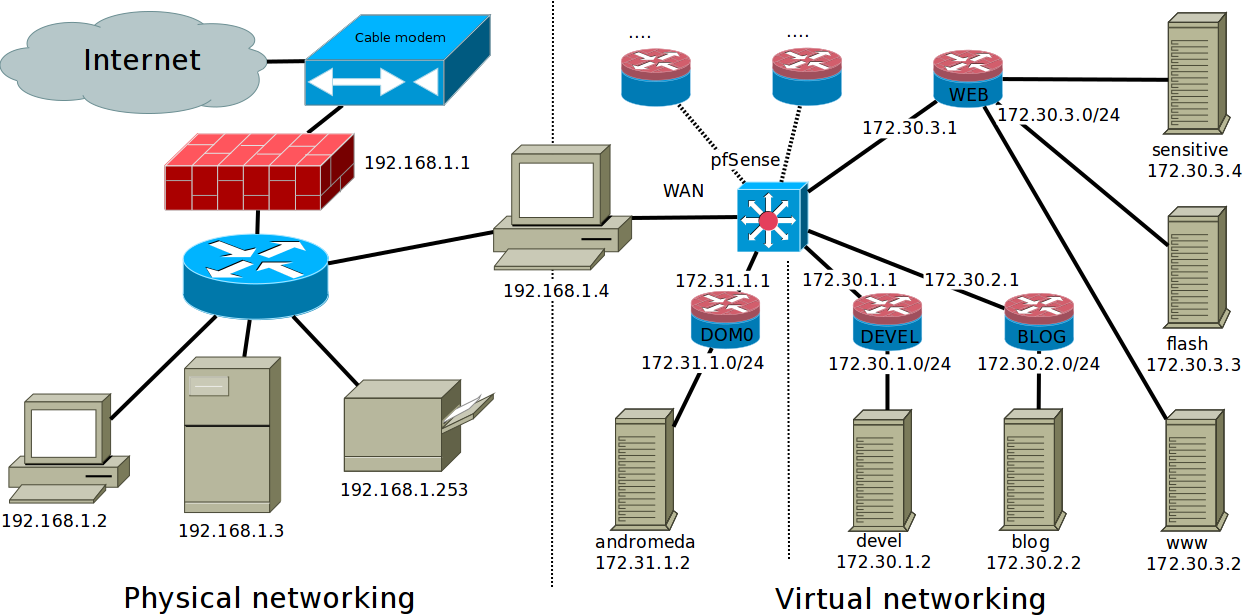 Internet
Cable modem
192.168.1.1
192.168.1.4
192.168.1.2
192.168.1.3
192.168.1.253
Physical networking
....
....
WEB
172.30.3.1
172.30.3.0/24
sensitive
172.30.3.4
pfSense
WAN
172.31.1.1
172.30.1.1
172.30.2.1
DOM0
DEVEL
BLOG
172.31.1.0/24
172.30.1.0/24
172.30.2.0/24
flash
172.30.3.3
andromeda
172.31.1.2
devel
172.30.1.2
blog
172.30.2.2
www
172.30.3.2
Virtual networking